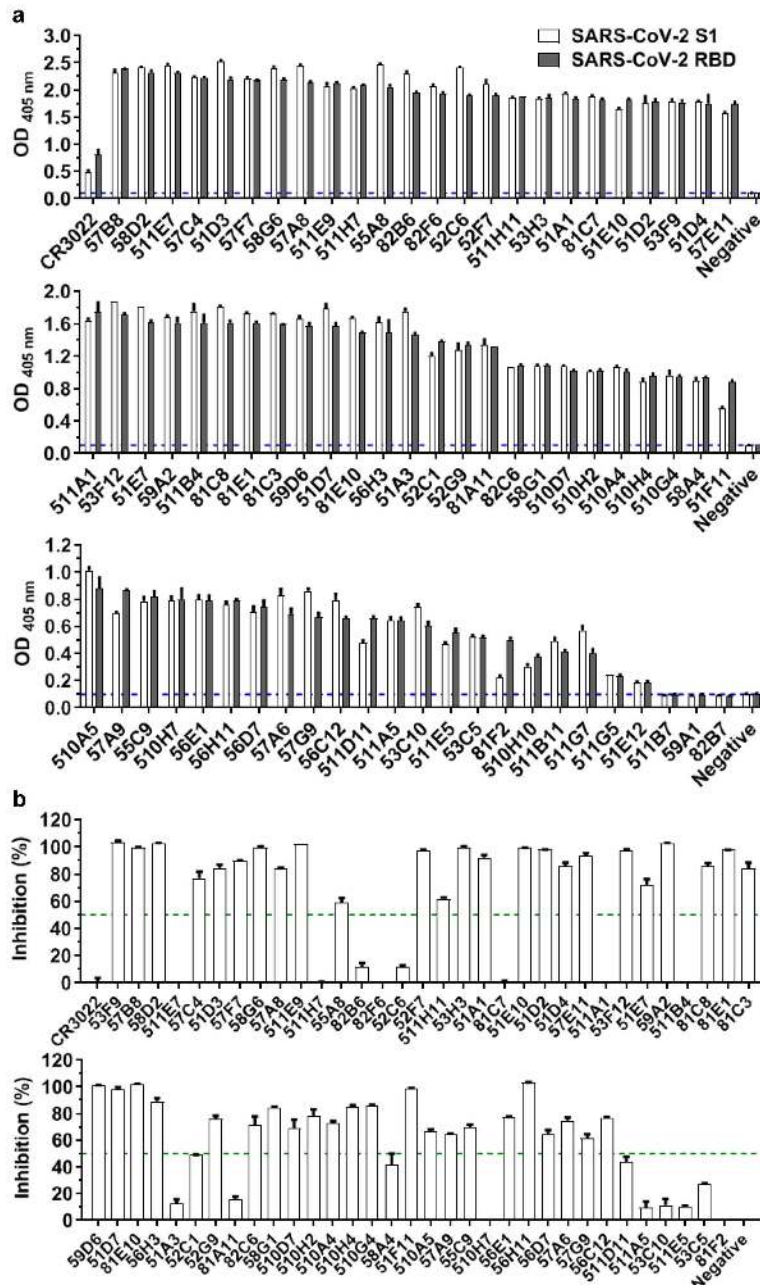 a
SARS-CoV-2 S1
SARS-CoV-2 RBD
OD 405 nm
3.0
2.5
2.0
1.5
1.0
0.5
0.0
CR3022 57B8 58D2 511E7 57C4 51D3 57F7 58G6 57A8 511E9 511H7 55A8 82B6 82F6 52C6 52F7 511H11 53H3 51A1 81C7 51E10 51D2 53F9 51D4 57E11 Negative
OD 405 nm
2.0
1.6
1.2
0.8
0.4
0.0
511A1 53F12 51E7 59A2 511B4 81C8 81E1 81C3 59D6 51D7 81E10 56H3 51A3 52C1 52G9 81A11 82C6 58G1 510D7 510H2 510A4 510H4 510G4 58A4 51F11 Negative
OD 405 nm
1.2
1.0
0.8
0.6
0.4
0.2
0.0
510A5 57A9 55C9 510H7 56E1 56H11 56D7 57A6 57G9 56C12 511D11 511A5 53C10 511E5 53C5 81F2 510H10 511B11 511G7 511G5 51E12 511B7 59A1 82B7 Negative
b
Inhibition (%)
120
100
80
60
40
20
0
CR3022 53F9 57B8 58D2 511E7 57C4 51D3 57F7 58G6 57A8 511E9 511H7 55A8 82B6 82F6 52C6 52F7 511H11 53H3 51A1 81C7 51E10 51D2 51D4 57E11 511A1 53F12 51E7 59A2 511B4 81C8 81E1 81C3
Inhibition (%)
120
100
80
60
40
20
0
59D6 51D7 81E10 56H3 51A3 52C1 52G9 81A11 82C6 58G1 510D7 510H2 510A4 510H4 510G4 58A4 51F11 510A5 57A9 55C9 510H7 56E1 56H11 56D7 57A6 57G9 56C12 511D11 511A5 53C10 511E5 53C5 81F2 Negative